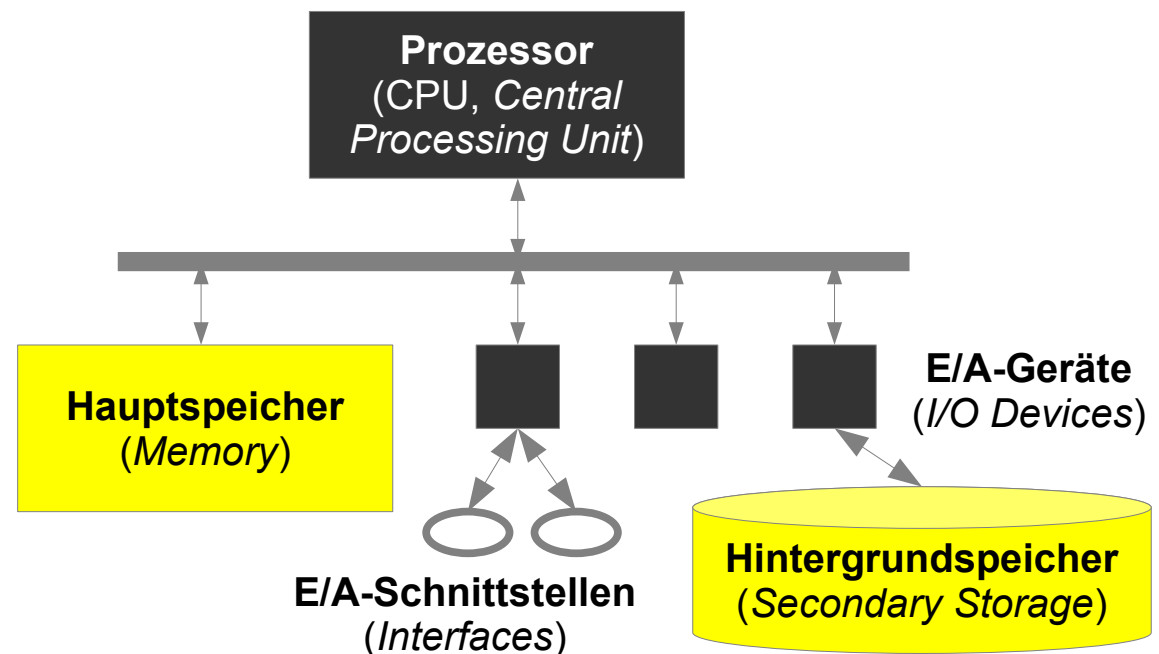 Prozessor
(CPU, Central
Processing Unit)
Hauptspeicher
(Memory)
E/A-Geräte
(I/O Devices)
E/A-Schnittstellen
(Interfaces)
Hintergrundspeicher
(Secondary Storage)